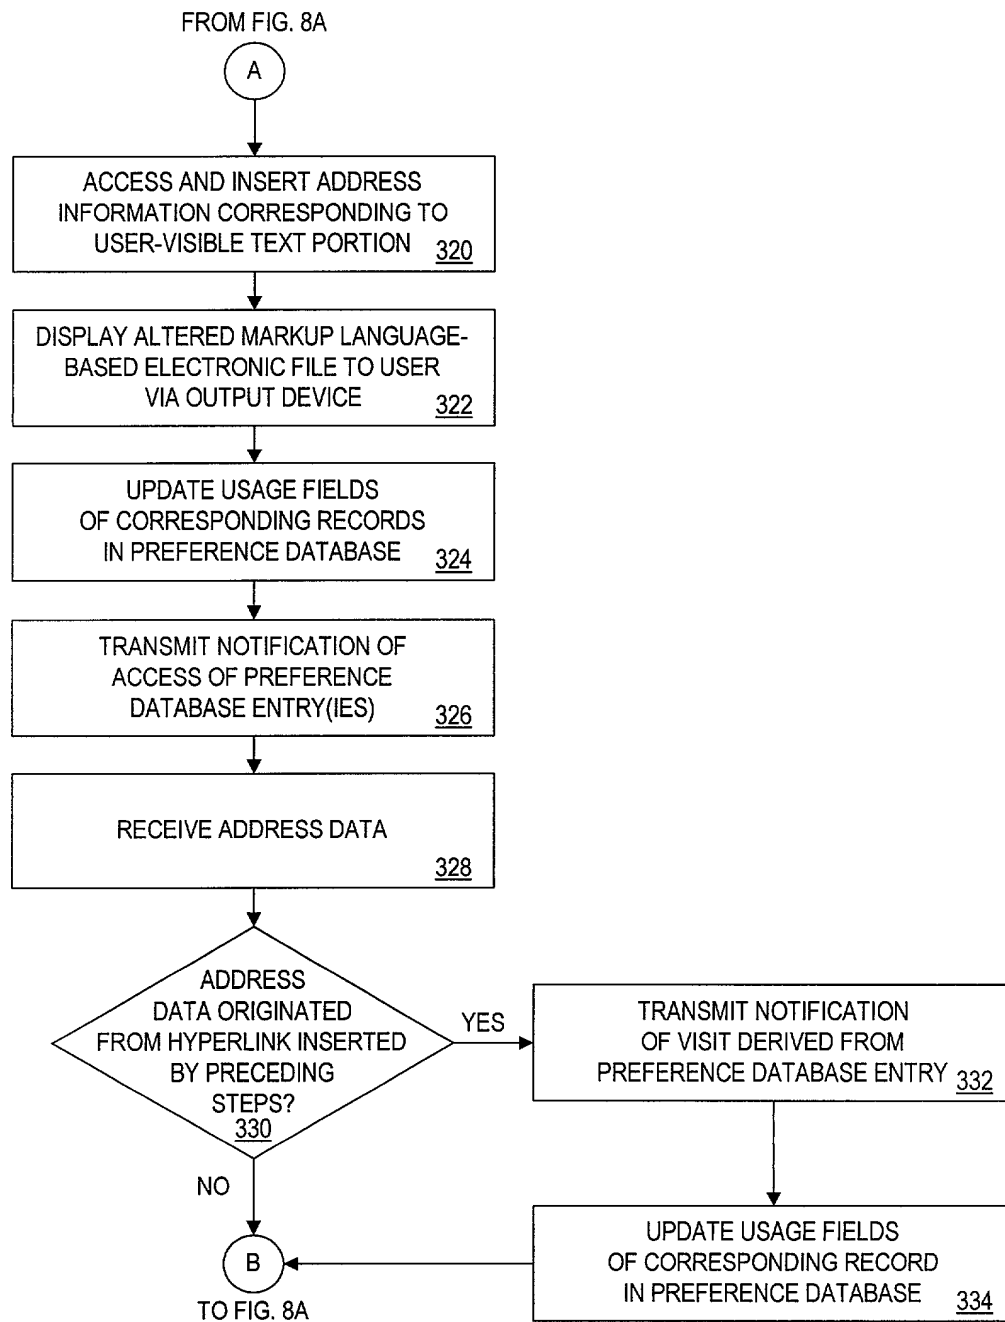 FROM FIG. 8A
A
ACCESS AND INSERT ADDRESS
INFORMATION CORRESPONDING TO
USER-VISIBLE TEXT PORTION
320
DISPLAY ALTERED MARKUP LANGUAGE-
BASED ELECTRONIC FILE TO USER
VIA OUTPUT DEVICE
322
UPDATE USAGE FIELDS
OF CORRESPONDING RECORDS
IN PREFERENCE DATABASE
324
TRANSMIT NOTIFICATION OF
ACCESS OF PREFERENCE
DATABASE ENTRY(IES)
326
RECEIVE ADDRESS DATA
328
ADDRESS
DATA ORIGINATED
FROM HYPERLINK INSERTED
BY PRECEDING
STEPS?
330
YES
TRANSMIT NOTIFICATION
OF VISIT DERIVED FROM
PREFERENCE DATABASE ENTRY
332
NO
UPDATE USAGE FIELDS
OF CORRESPONDING RECORD
IN PREFERENCE DATABASE
334
B
TO FIG. 8A